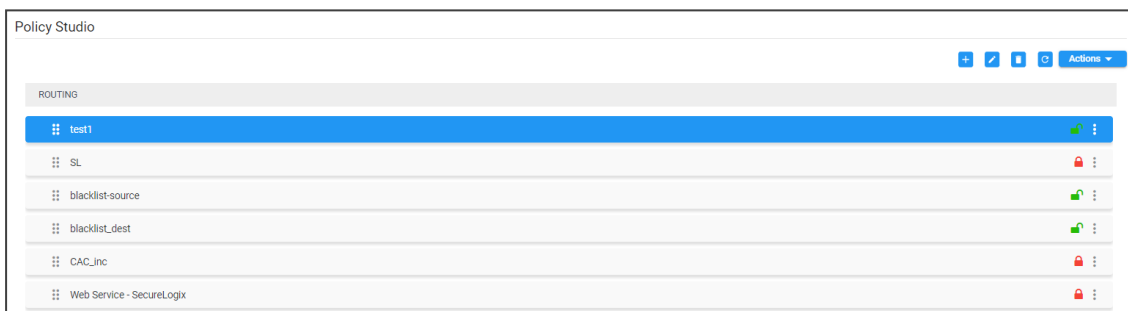 Policy Studio
Actions
ROUTING
test1
SL
blacklist-source
blacklist_dest
CAC_inc
Web Service - SecureLogix